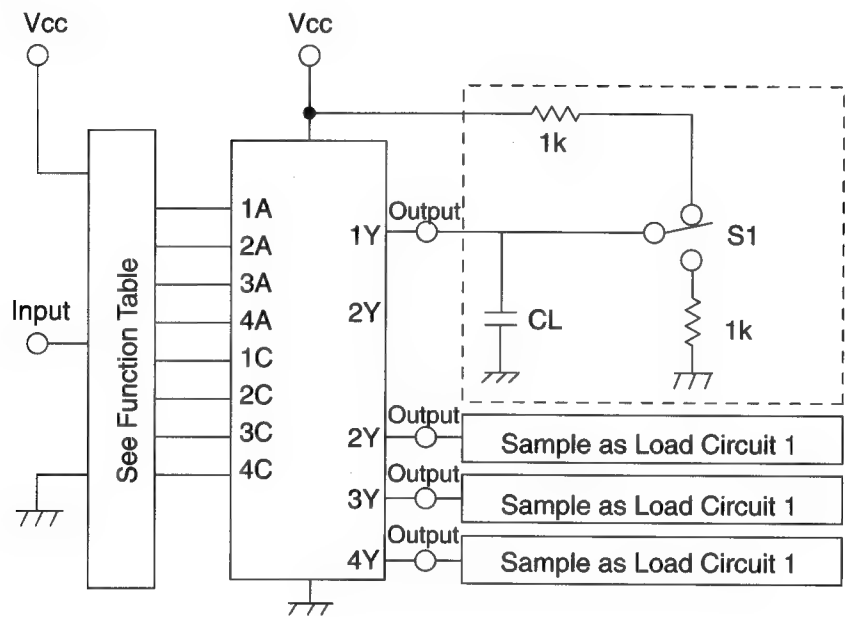 Vcc
Vcc
1k
1A
Output
1Y
S1
2A
3A
2Y
Input
4A
CL
1k
1C
See Function Table
2C
Output
3C
2Y
Sample as Load Circuit 1
4C
Output
3Y
Sample as Load Circuit 1
Output
4Y
Sample as Load Circuit 1